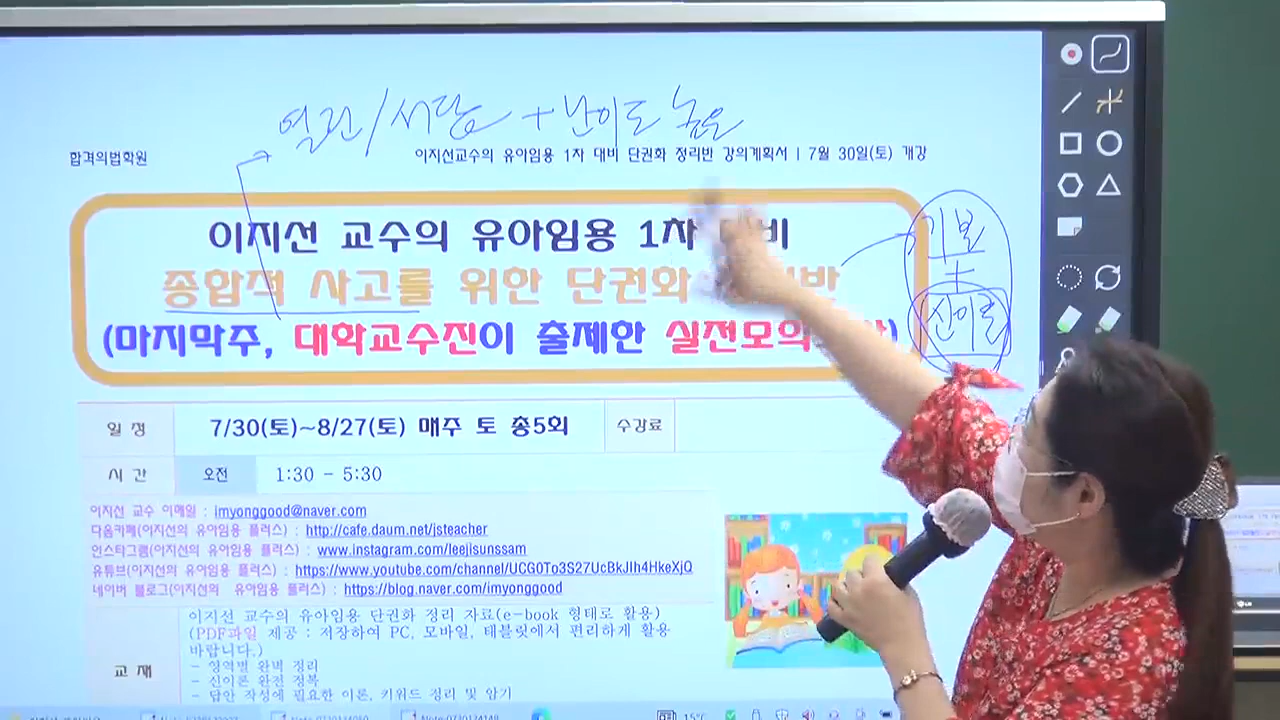 열린/서답 + 난이도 높은
합격의법학원
이지선교수의 유아임용 1차 대비 단권화 정리반 강의계획서 | 7월 30일(토) 개강
이지선 교수의 유아임용 1차 비
종합적 사고를 위한 단권화 반
(마지막주, 대학교수진이 출제한 실전모의 )
기본
+
신이론
일 정
7/30(토)~8/27(토) 매주 토 총5회
수강료
시 간
오전
1:30 - 5:30
이지선 교수 이메일 : imyonggood@naver.com
다음카페(이지선의 유아임용 플러스) : http://cafe.daum.net/jsteacher
인스타그램(이지선의 유아임용 플러스) : www.instagram.com/leejisunssam
유튜브(이지선의 유아임용 플러스) : https://www.youtube.com/channel/UCG0To3S27UcBkJIh4HkeXjQ
네이버 블로그(이지선의 유아임용 플러스) : https://blog.naver.com/imyonggood
교 재
이지선 교수의 유아임용 단권화 정리 자료(e-book 형태로 활용)
(PDF파일 제공 : 저장하여 PC, 모바일, 태블릿에서 편리하게 활용
바랍니다.)
- 영역별 완벽 정리
- 신이론 완전 정복
- 답안 작성에 필요한 이론, 키워드 정리 및 암기
15°C